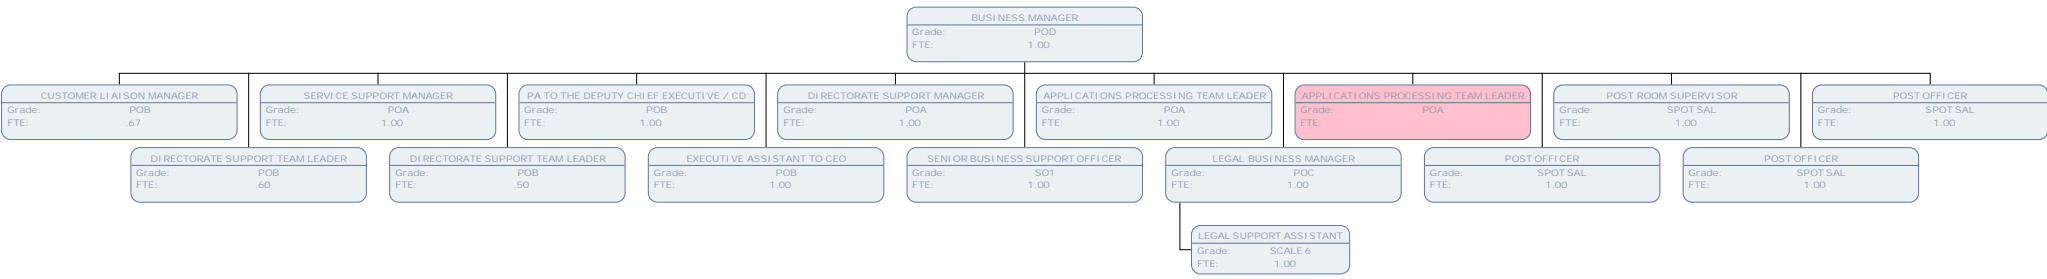 BUSINESS MANAGER
Grade: POD
FTE: 1.00
CUSTOMER LIAISON MANAGER
Grade: POB
FTE: .67
SERVICE SUPPORT MANAGER
Grade: POA
FTE: 1.00
PA TO THE DEPUTY CHIEF EXECUTIVE / CD
Grade: POB
FTE: 1.00
DIRECTORATE SUPPORT MANAGER
Grade: POA
FTE: 1.00
APPLICATIONS PROCESSING TEAM LEADER
Grade: POA
FTE: 1.00
APPLICATIONS PROCESSING TEAM LEADER
Grade: POA
FTE:
POST ROOM SUPERVISOR
Grade: SPOT SAL
FTE: 1.00
POST OFFICER
Grade: SPOT SAL
FTE: 1.00
DIRECTORATE SUPPORT TEAM LEADER
Grade: POB
FTE: .60
DIRECTORATE SUPPORT TEAM LEADER
Grade: POB
FTE: .50
EXECUTIVE ASSISTANT TO CEO
Grade: POB
FTE: 1.00
SENIOR BUSINESS SUPPORT OFFICER
Grade: SO1
FTE: 1.00
LEGAL BUSINESS MANAGER
Grade: POC
FTE: 1.00
POST OFFICER
Grade: SPOT SAL
FTE: 1.00
POST OFFICER
Grade: SPOT SAL
FTE: 1.00
LEGAL SUPPORT ASSISTANT
Grade: SCALE 6
FTE: 1.00